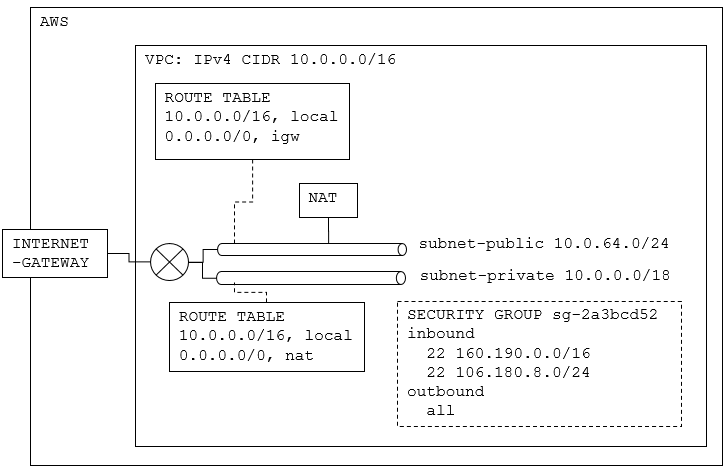 AWS
VPC: IPv4 CIDR 10.0.0.0/16
ROUTE TABLE
10.0.0.0/16, local
0.0.0.0/0, igw
NAT
INTERNET
-GATEWAY
subnet-public 10.0.64.0/24
subnet-private 10.0.0.0/18
ROUTE TABLE
10.0.0.0/16, local
0.0.0.0/0, nat
SECURITY GROUP sg-2a3bcd52
inbound
22 160.190.0.0/16
22 106.180.8.0/24
outbound
all